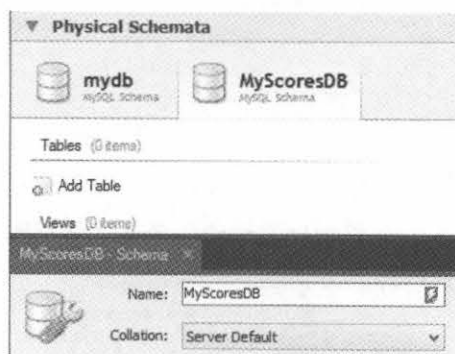 Physical Schemata
mydb
MySQL Schema
MyScoresDB
MySQL Schema
Tables (0 items)
Add Table
Views (0 items)
MyScoresDB - Schema ×
Name: MyScoresDB
Collation: Server Default